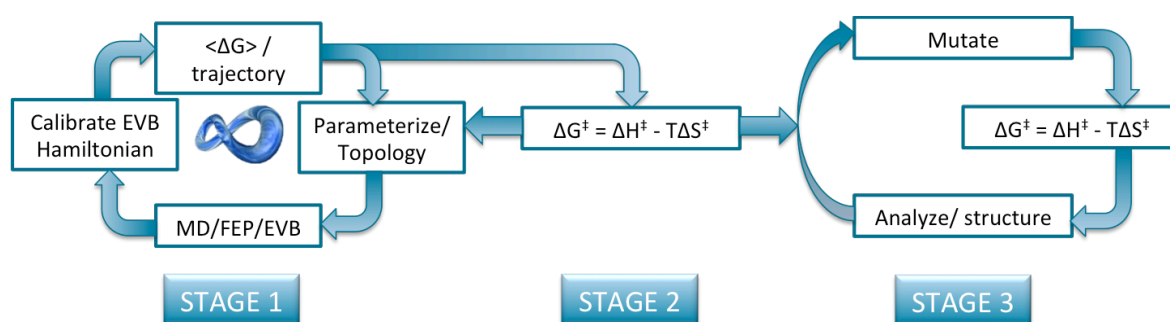 <ΔG> /
trajectory
Calibrate EVB
Hamiltonian
Parameterize/
Topology
MD/FEP/EVB
ΔG‡ = ΔH‡ - TΔS‡
Mutate
ΔG‡ = ΔH‡ - TΔS‡
Analyze/ structure
STAGE 1
STAGE 2
STAGE 3